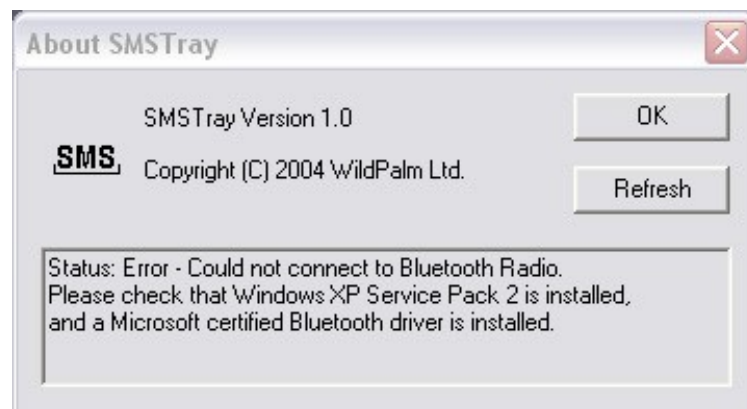 About SMSTray
SMSTray Version 1.0
OK
SMS
Copyright (C) 2004 WildPalm Ltd.
Refresh
Status: Error - Could not connect to Bluetooth Radio.
Please check that Windows XP Service Pack 2 is installed,
and a Microsoft certified Bluetooth driver is installed.